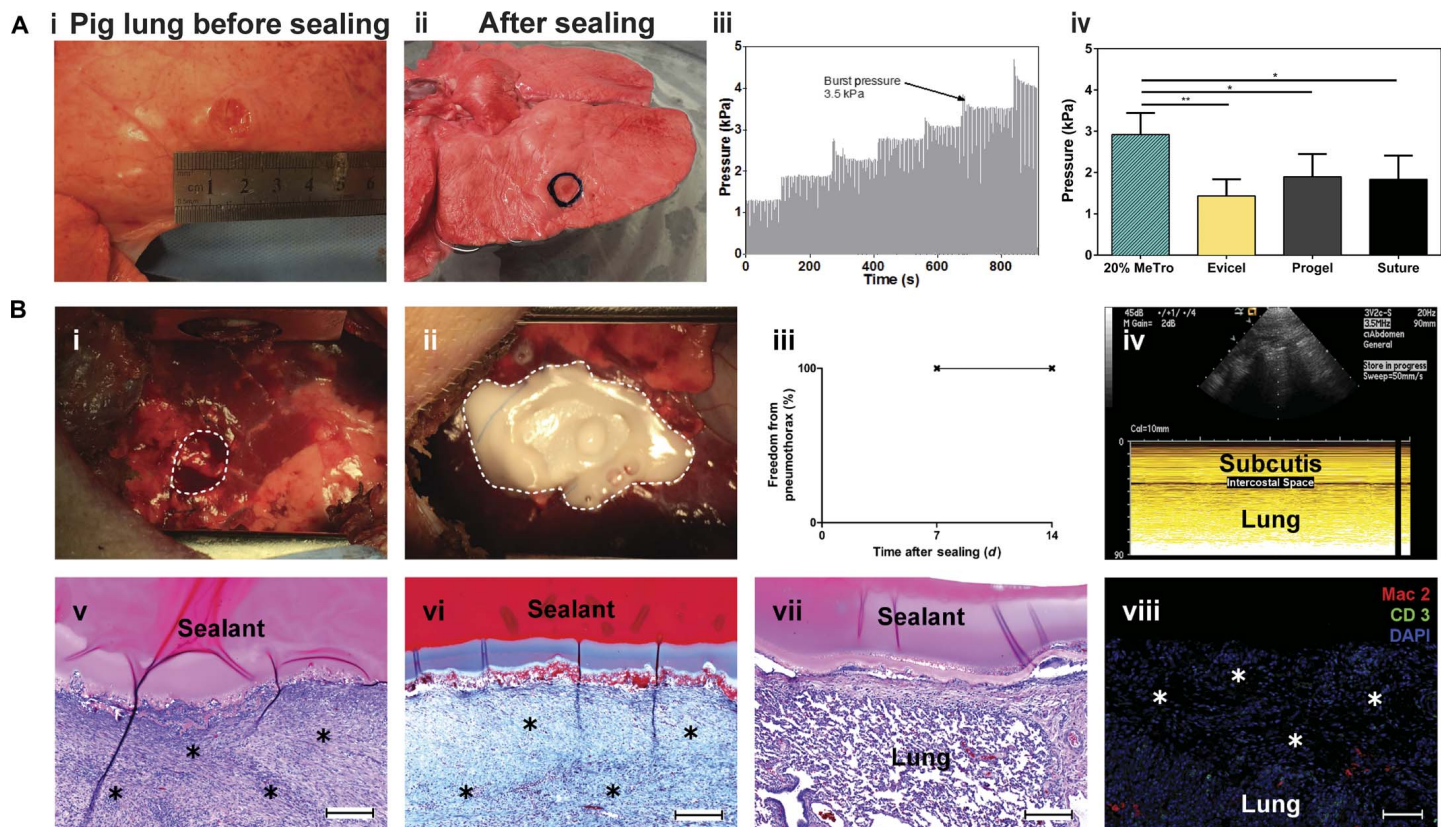 A
i Pig lung before sealing
cm 1 2 3 4 5 6
ii After sealing
iii
Pressure (kPa)
5
4
3
2
1
0
Burst pressure
3.5 kPa
0 200 400 600 800
Time (s)
iv
Pressure (kPa)
5
4
3
2
1
0
*
*
**
20% MeTro Evicel Progel Suture
B
i
ii
iii
Freedom from
pneumothorax (%)
100
0
0 7 14
Time after sealing (d)
iv
45dB •/+1/ •/4
M Gain= 2dB
3V2c-S 20Hz
3.5MHz 90mm
Abdomen
General
Store in progress
Sweep=50mm/s
Cal=10mm
0
Subcutis
Intercostal Space
Lung
90
v
Sealant
* * * *
vi
Sealant
* * * *
vii
Sealant
Lung
viii
Mac 2
CD 3
DAPI
* * * *
Lung